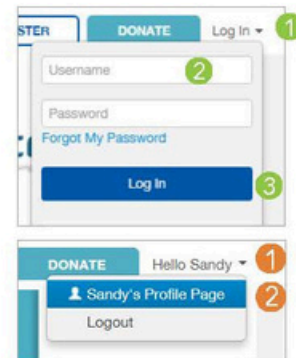 STER DONATE Log In 1
Username 2
Password
Forgot My Password
Log In 3
DONATE Hello Sandy 1
Sandy's Profile Page 2
Logout